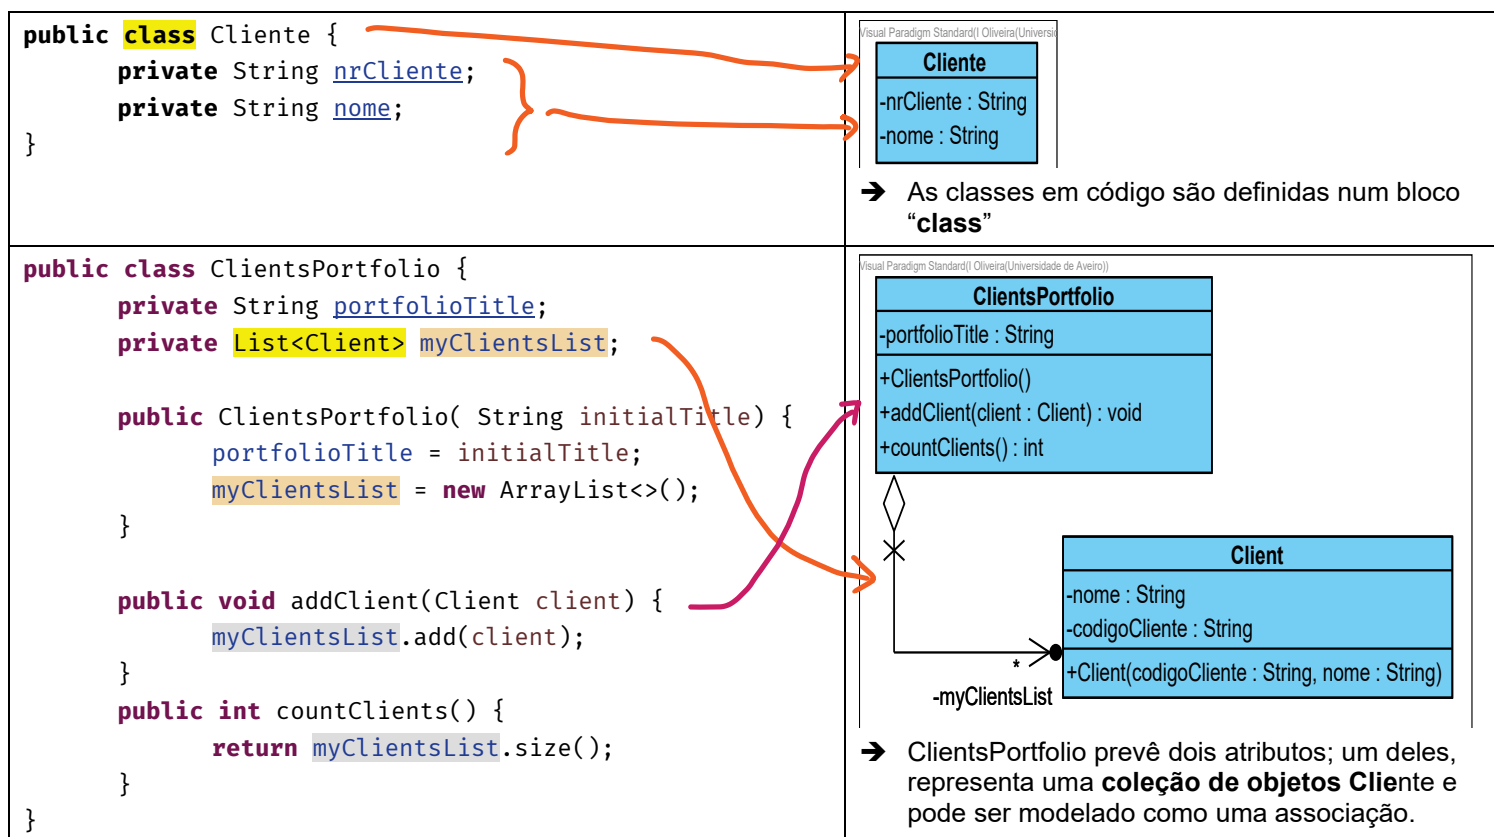 public class Cliente {
private String nrCliente;
private String nome;
}
Visual Paradigm Standard(I Oliveira(Universi
Cliente
-nrCliente : String
-nome : String
➔ As classes em código são definidas num bloco
“class”
public class ClientsPortfolio {
private String portfolioTitle;
private List<Client> myClientsList;
public ClientsPortfolio( String initialTitle) {
portfolioTitle = initialTitle;
myClientsList = new ArrayList<>();
}
public void addClient(Client client) {
myClientsList.add(client);
}
public int countClients() {
return myClientsList.size();
}
}
Visual Paradigm Standard(I Oliveira(Universidade de Aveiro))
ClientsPortfolio
-portfolioTitle : String
+ClientsPortfolio()
+addClient(client : Client) : void
+countClients() : int
*
-myClientsList
Client
-nome : String
-codigoCliente : String
+Client(codigoCliente : String, nome : String)
➔ ClientsPortfolio prevê dois atributos; um deles,
representa uma coleção de objetos Cliente e
pode ser modelado como uma associação.